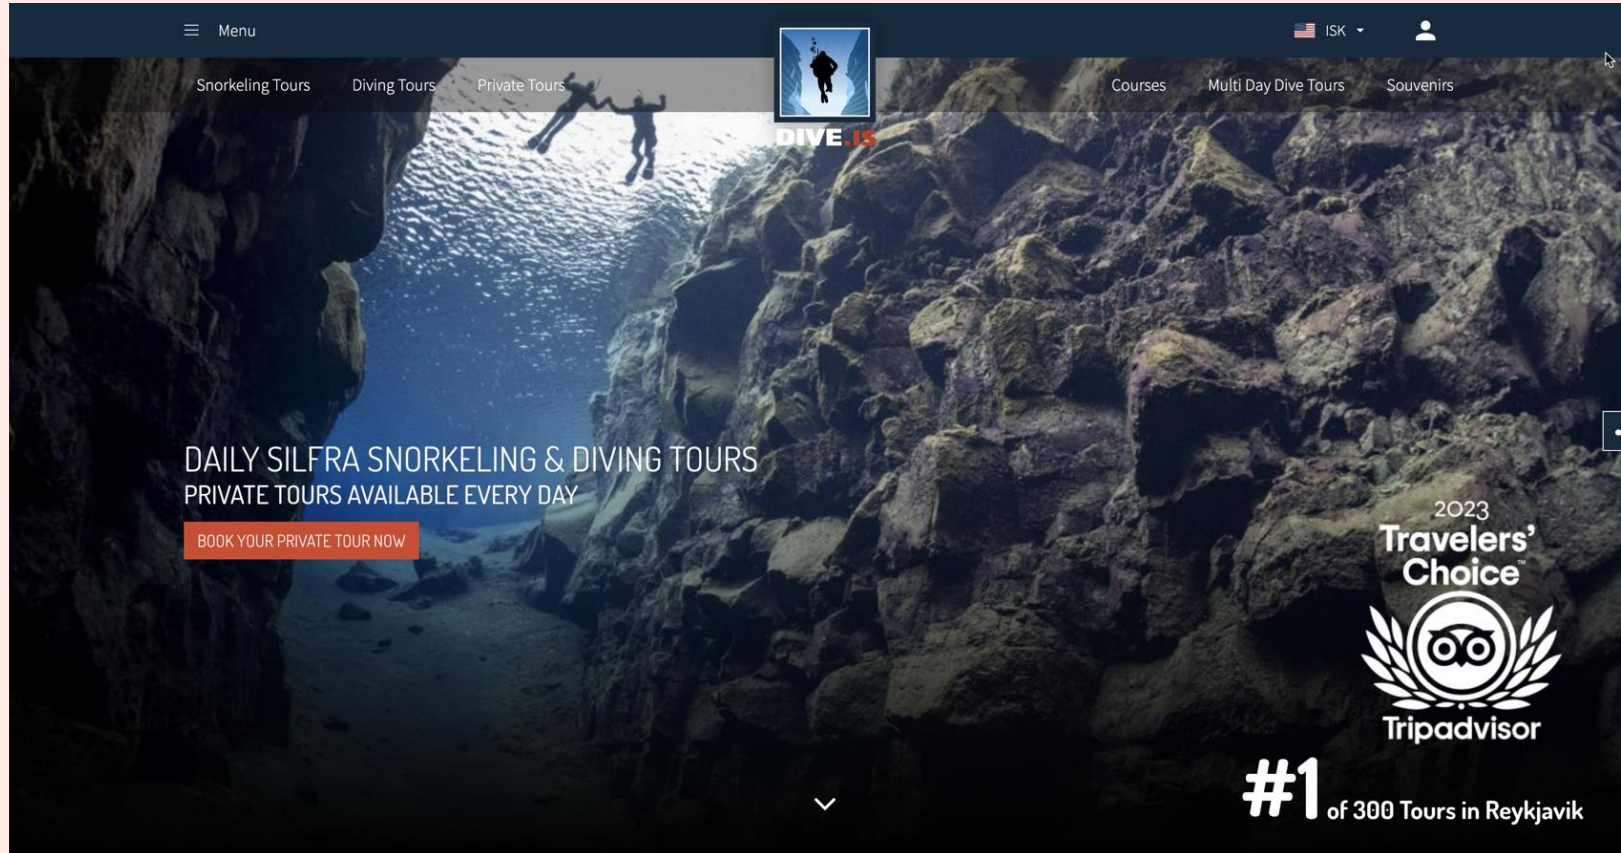 Menu
ISK
Snorkeling Tours
Diving Tours
Private Tours
DIVE.IS
Courses
Multi Day Dive Tours
Souvenirs
DAILY SILFRA SNORKELING & DIVING TOURS
PRIVATE TOURS AVAILABLE EVERY DAY
BOOK YOUR PRIVATE TOUR NOW
2023
Travelers'
Choice™
Tripadvisor
#1 of 300 Tours in Reykjavik